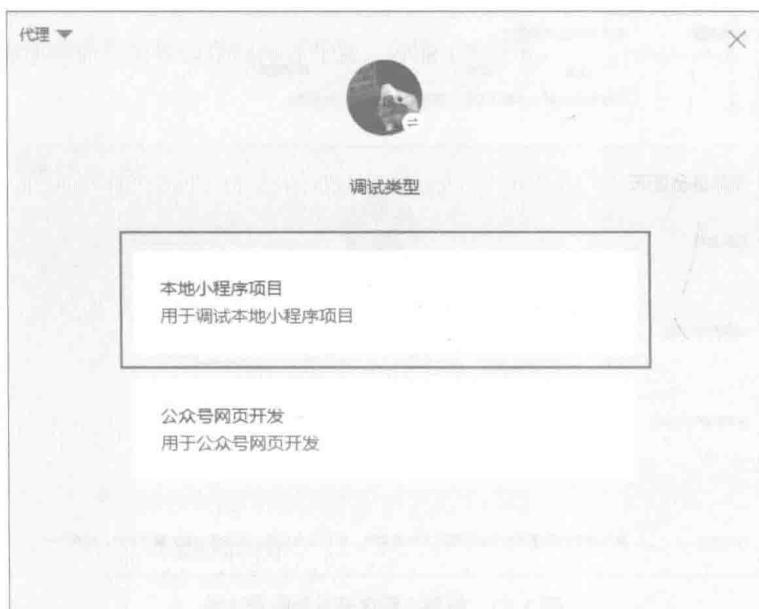 代理
调试类型
本地小程序项目
用于调试本地小程序项目
公众号网页开发
用于公众号网页开发